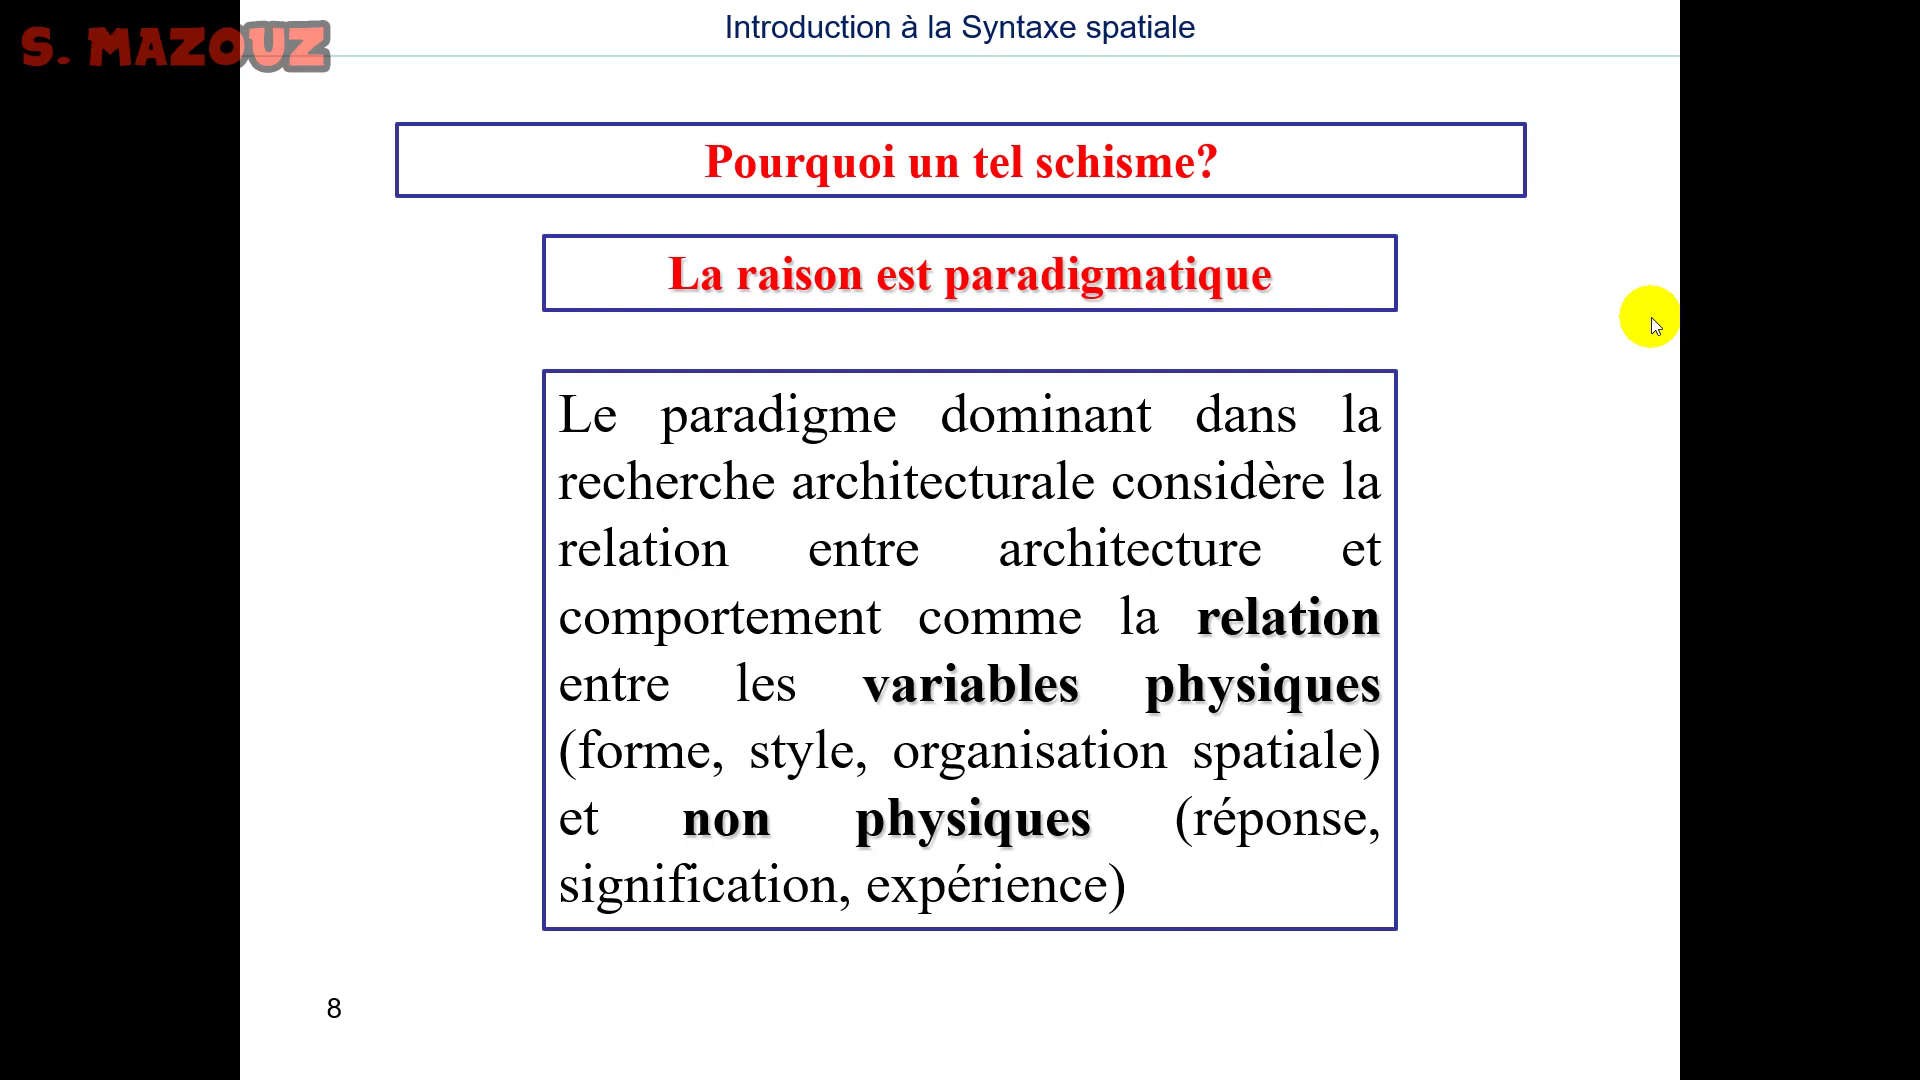 Introduction à la Syntaxe spatiale
S. MAZOUZ
Pourquoi un tel schisme?
La raison est paradigmatique
Le paradigme dominant dans la
recherche architecturale considère la
relation entre architecture et
comportement comme la relation
entre les variables physiques
(forme, style, organisation spatiale)
et non physiques (réponse,
signification, expérience)
8